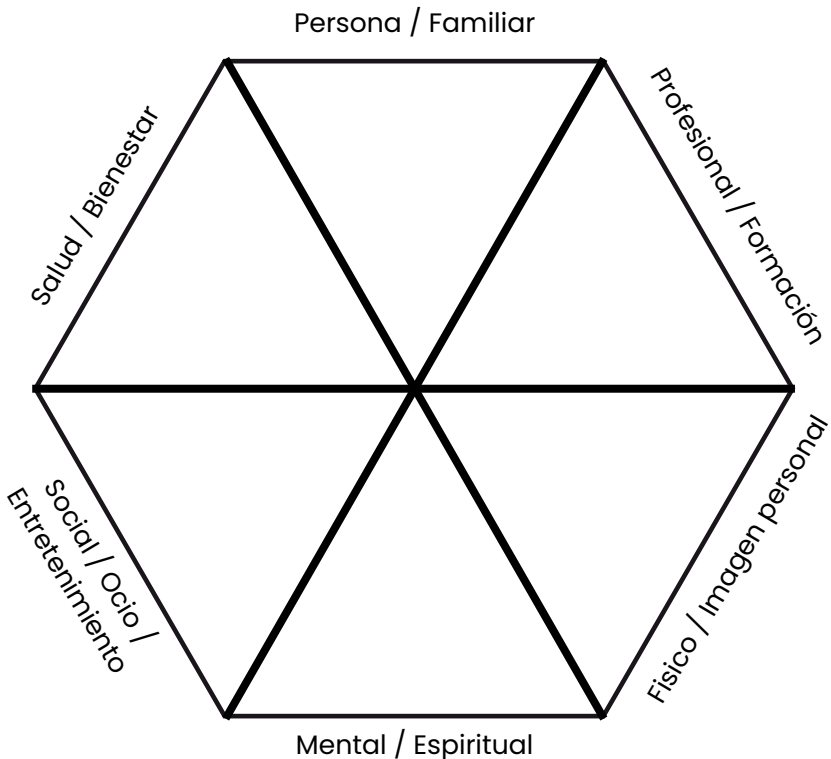 Persona / Familiar
Profesional / Formación
Fisico / Imagen personal
Mental / Espiritual
Social / Ocio /
Entretenimiento
Salud / Bienestar